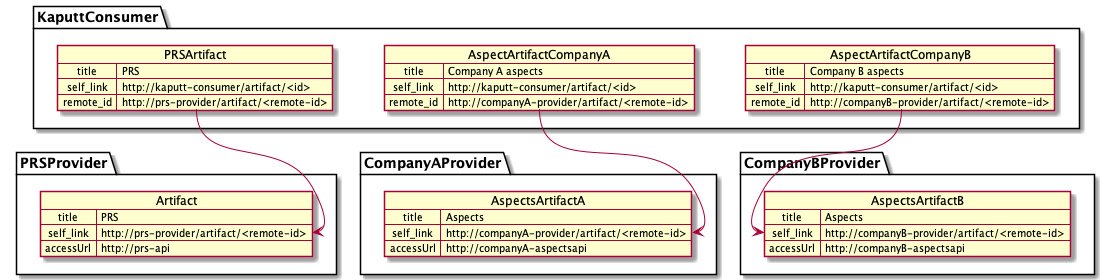 KaputtConsumer
PRSArtifact
title PRS
self_link http://kaputt-consumer/artifact/<id>
remote_id http://prs-provider/artifact/<remote-id>
AspectArtifactCompanyA
title Company A aspects
self_link http://kaputt-consumer/artifact/<id>
remote_id http://companyA-provider/artifact/<remote-id>
AspectArtifactCompanyB
title Company B aspects
self_link http://kaputt-consumer/artifact/<id>
remote_id http://companyB-provider/artifact/<remote-id>
PRSProvider
Artifact
title PRS
self_link http://prs-provider/artifact/<remote-id>
accessUrl http://prs-api
CompanyAProvider
AspectsArtifactA
title Aspects
self_link http://companyA-provider/artifact/<remote-id>
accessUrl http://companyA-aspectsapi
CompanyBProvider
AspectsArtifactB
title Aspects
self_link http://companyB-provider/artifact/<remote-id>
accessUrl http://companyB-aspectsapi